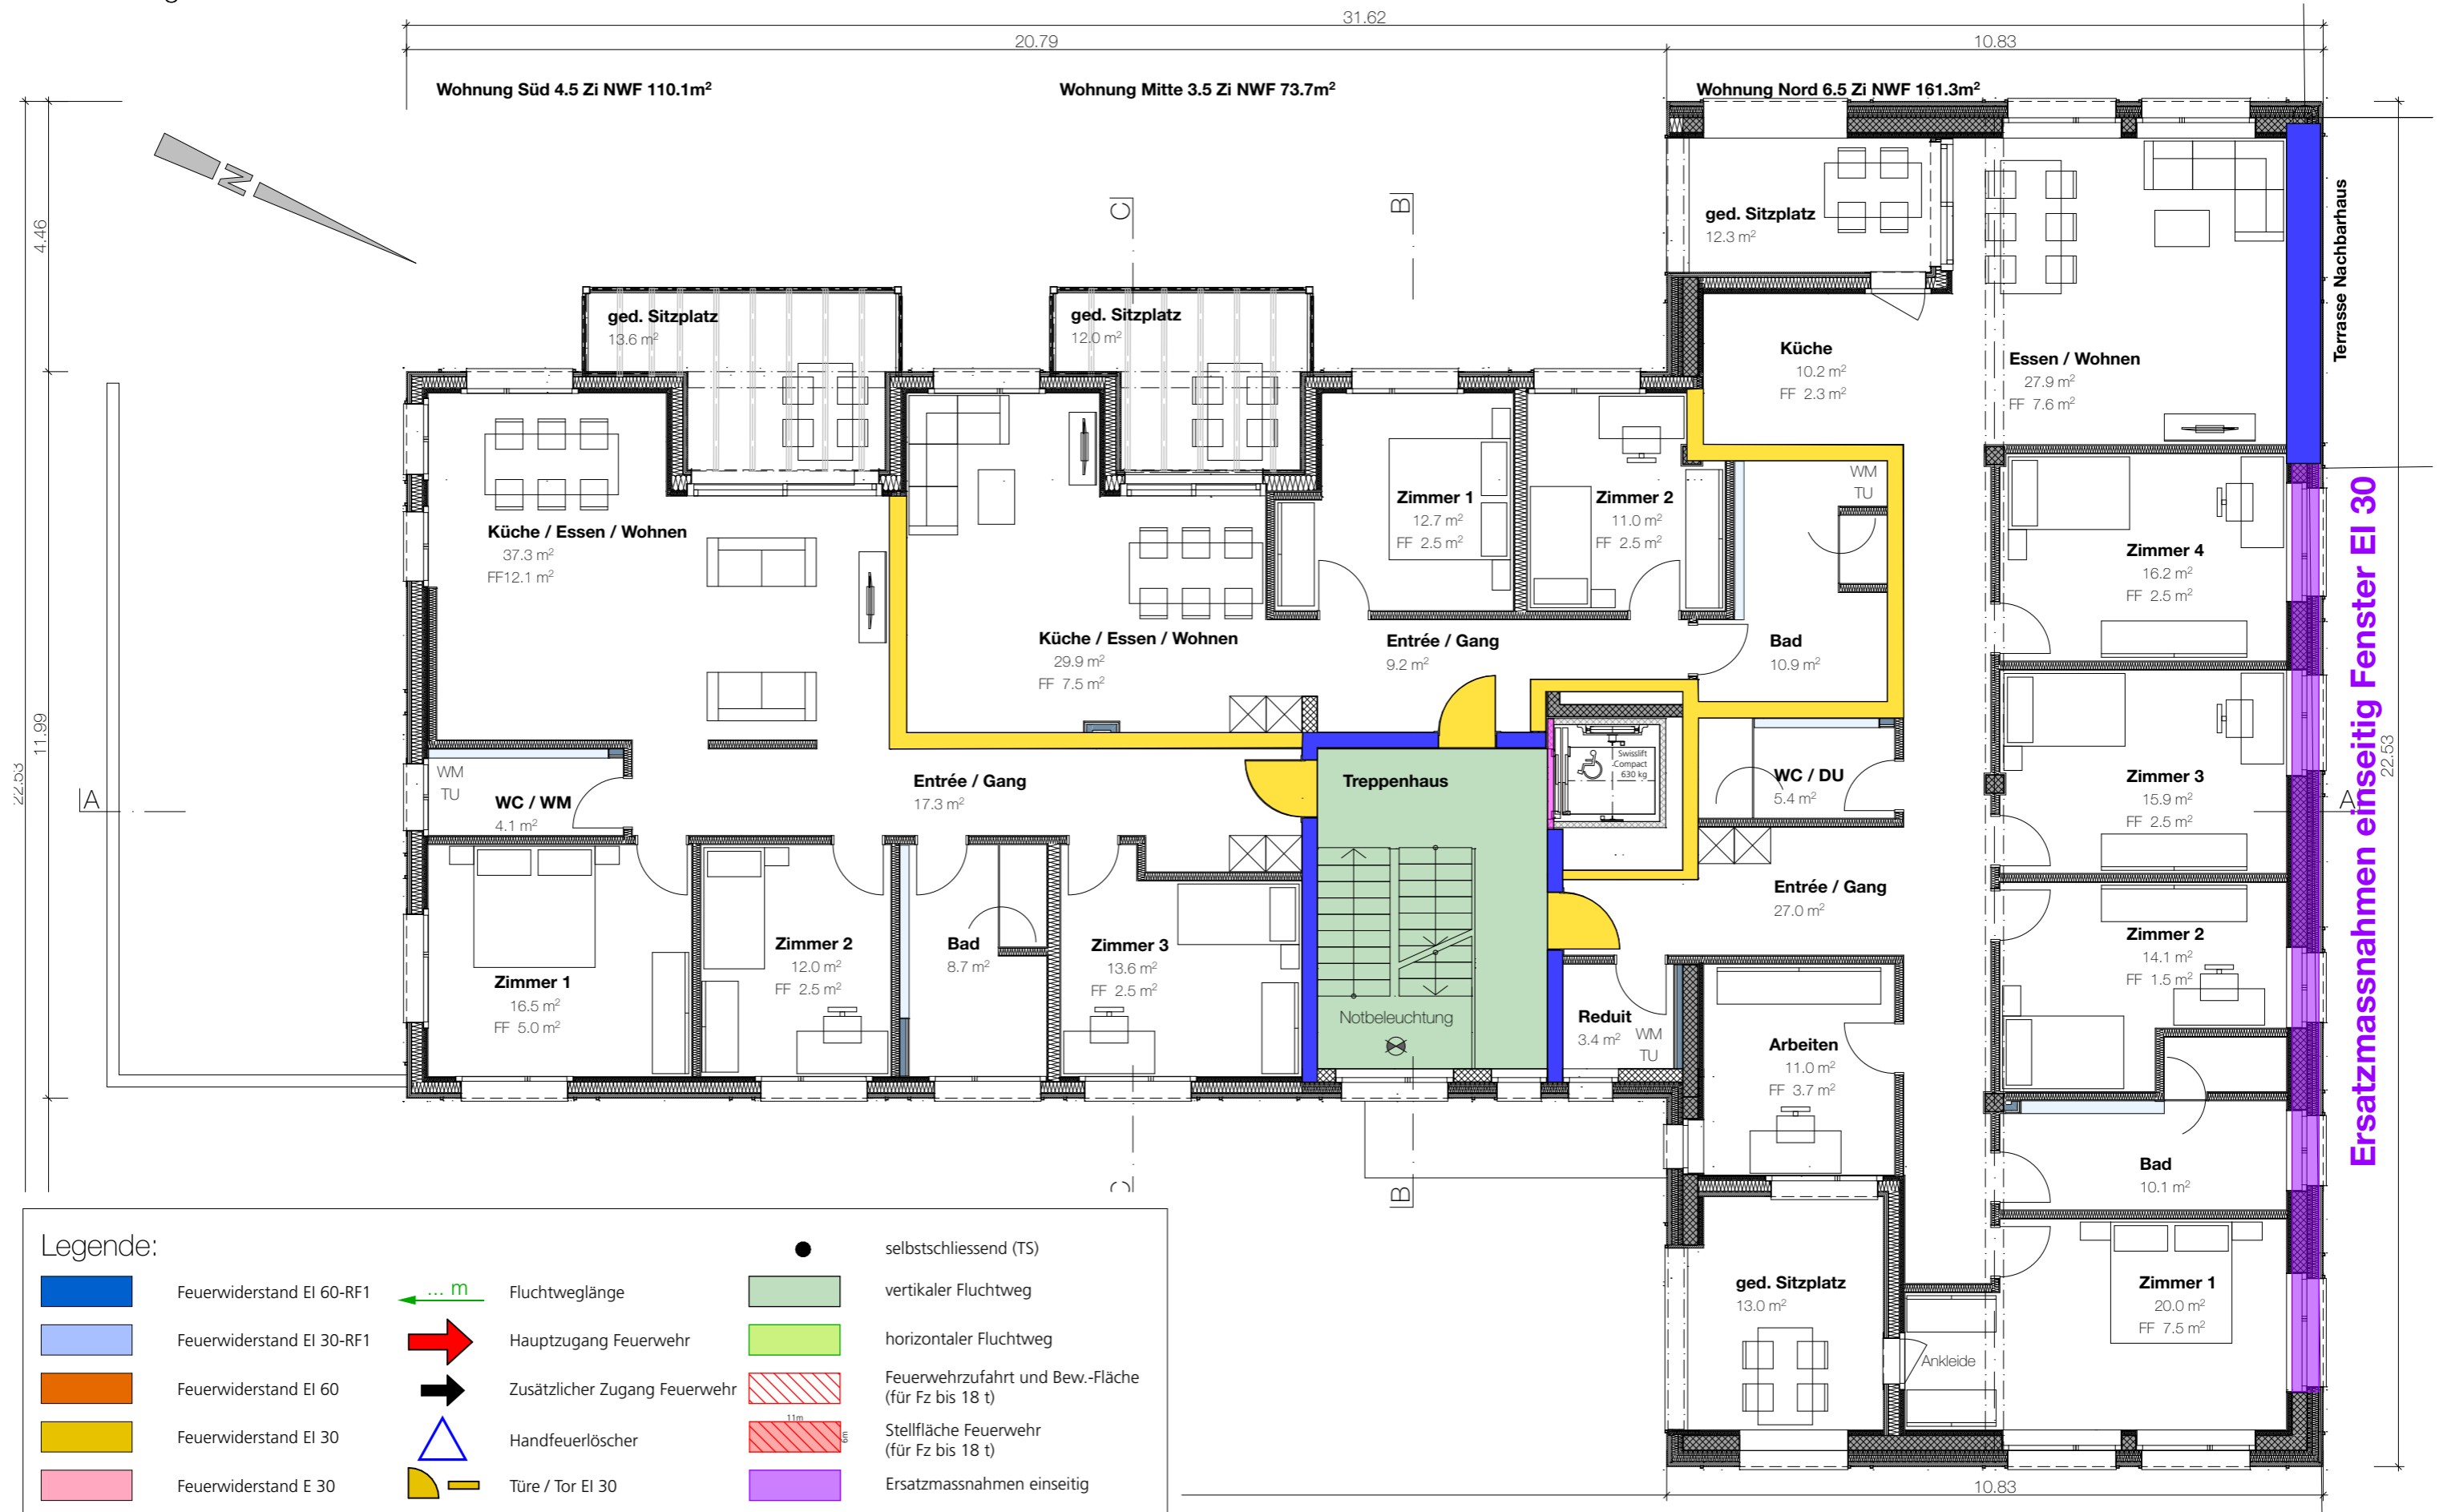 31.62
20.79
10.83
Wohnung Süd 4.5 Zi NWF 110.1m²
Wohnung Mitte 3.5 Zi NWF 73.7m²
Wohnung Nord 6.5 Zi NWF 161.3m²
N
4.46
11.99
22.53
C
B
ged. Sitzplatz
13.6 m²
ged. Sitzplatz
12.0 m²
ged. Sitzplatz
12.3 m²
Küche
10.2 m²
FF 2.3 m²
Essen / Wohnen
27.9 m²
FF 7.6 m²
Terrasse Nachbarhaus
Küche / Essen / Wohnen
37.3 m²
FF12.1 m²
Küche / Essen / Wohnen
29.9 m²
FF 7.5 m²
Zimmer 1
12.7 m²
FF 2.5 m²
Zimmer 2
11.0 m²
FF 2.5 m²
WM
TU
Bad
10.9 m²
Entrée / Gang
9.2 m²
Zimmer 4
16.2 m²
FF 2.5 m²
Zimmer 3
15.9 m²
FF 2.5 m²
Zimmer 2
14.1 m²
FF 1.5 m²
Ersatzmassnahmen einseitig Fenster EI 30
22.53
A
A
WM
TU
WC / WM
4.1 m²
Entrée / Gang
17.3 m²
Treppenhaus
Swisslift
Compact
630 kg
WC / DU
5.4 m²
Entrée / Gang
27.0 m²
Zimmer 1
16.5 m²
FF 5.0 m²
Zimmer 2
12.0 m²
FF 2.5 m²
Bad
8.7 m²
Zimmer 3
13.6 m²
FF 2.5 m²
Notbeleuchtung
Reduit
3.4 m²
WM
TU
Arbeiten
11.0 m²
FF 3.7 m²
Bad
10.1 m²
C
B
ged. Sitzplatz
13.0 m²
Ankleide
Zimmer 1
20.0 m²
FF 7.5 m²
10.83
Legende:
Feuerwiderstand EI 60-RF1
Feuerwiderstand EI 30-RF1
Feuerwiderstand EI 60
Feuerwiderstand EI 30
Feuerwiderstand E 30
... m
Fluchtweglänge
Hauptzugang Feuerwehr
Zusätzlicher Zugang Feuerwehr
Handfeuerlöscher
Türe / Tor EI 30
selbstschliessend (TS)
vertikaler Fluchtweg
horizontaler Fluchtweg
Feuerwehrzufahrt und Bew.-Fläche
(für Fz bis 18 t)
11m
6m
Stellfläche Feuerwehr
(für Fz bis 18 t)
Ersatzmassnahmen einseitig